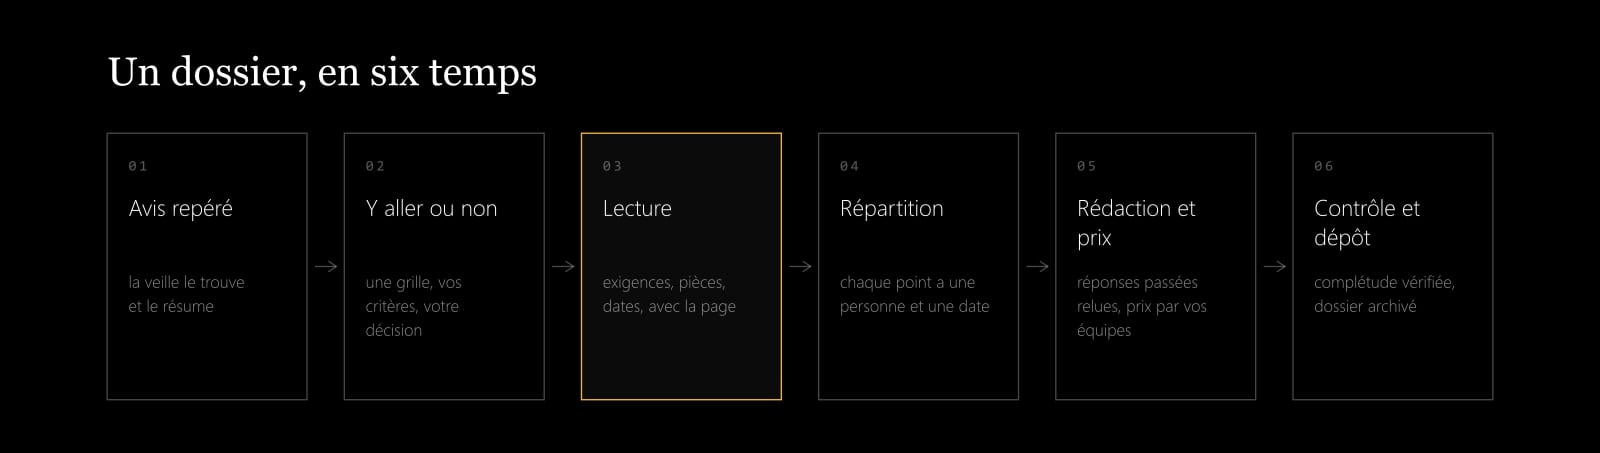 Un dossier, en six temps
01
Avis repéré
la veille le trouve
et le résume
02
Y aller ou non
une grille, vos
critères, votre
décision
03
Lecture
exigences, pièces,
dates, avec la page
04
Répartition
chaque point a une
personne et une date
05
Rédaction et
prix
réponses passées
relues, prix par vos
équipes
06
Contrôle et
dépôt
complétude vérifiée,
dossier archivé